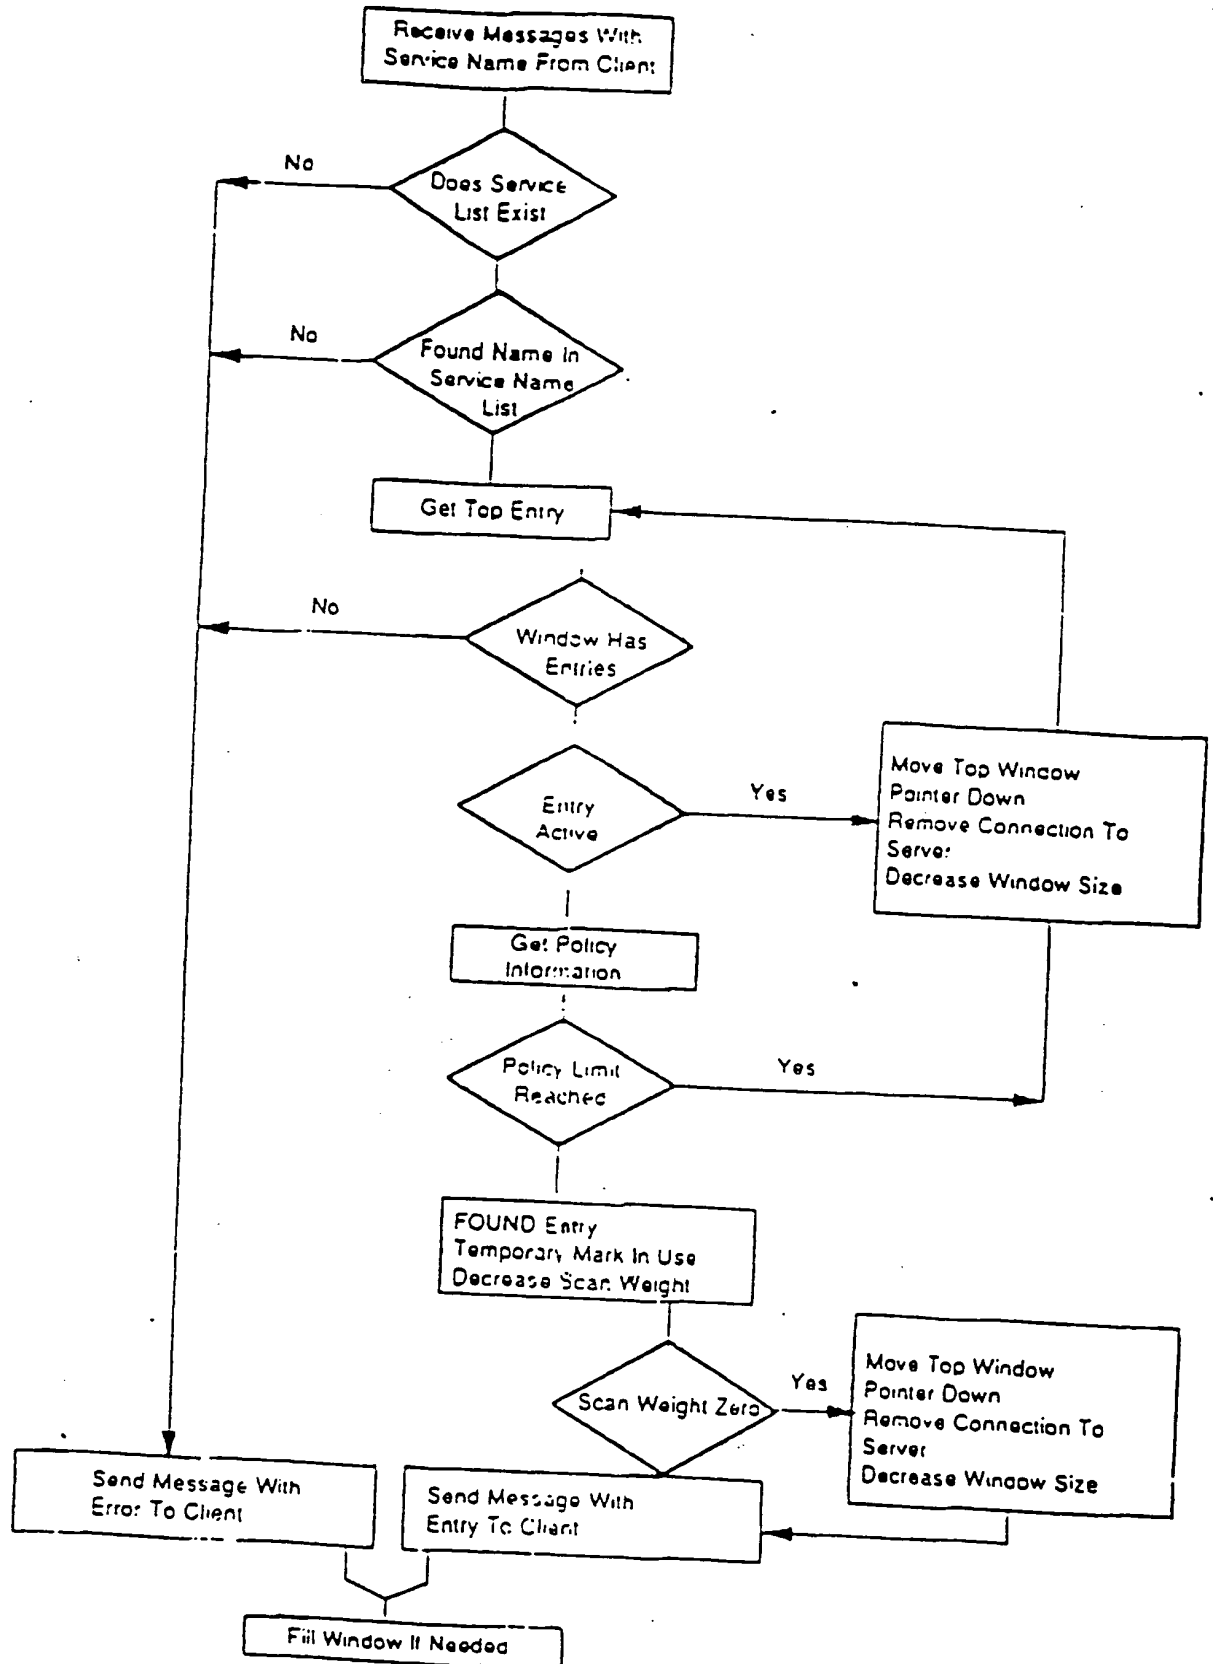 Receive Messages With
Service Name From Client
No
Does Service
List Exist
No
Found Name In
Service Name
List
Get Top Entry
No
Window Has
Entries
Entry
Active
Yes
Move Top Window
Pointer Down
Remove Connection To
Server
Decrease Window Size
Get Policy
Information
Policy Limit
Reached
Yes
FOUND Entry
Temporary Mark In Use
Decrease Scan Weight
Scan Weight Zero
Yes
Move Top Window
Pointer Down
Remove Connection To
Server
Decrease Window Size
Send Message With
Error To Client
Send Message With
Entry To Client
Fill Window If Needed